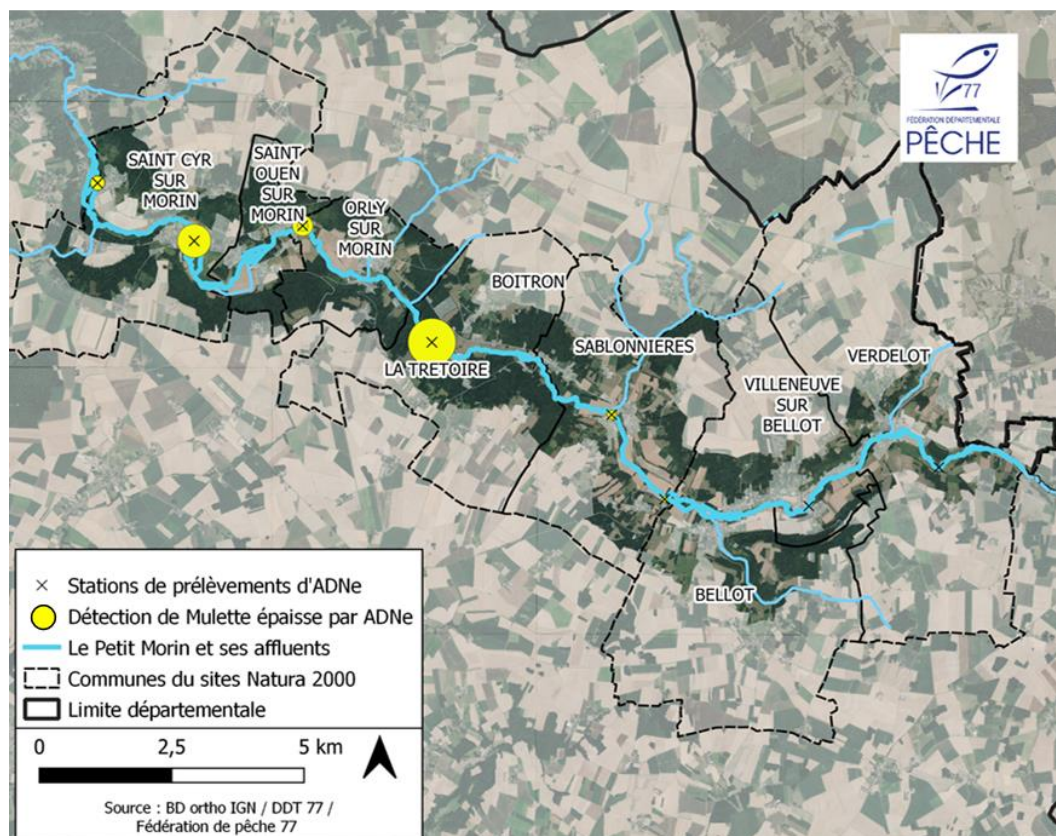 77
FÉDÉRATION DÉPARTEMENTALE
PÊCHE
SAINT CYR
SUR
MORIN
SAINT
OUEN
SUR
MORIN
ORLY
SUR
MORIN
BOITRON
LA TRETOIRE
SABLONNIERES
VERDELOT
VILLENEUVE
SUR
BELLOT
BELLOT
Stations de prélèvements d'ADNe
Détection de Mulette épaisse par ADNe
Le Petit Morin et ses affluents
Communes du sites Natura 2000
Limite départementale
0 2,5 5 km
Source : BD ortho IGN / DDT 77 /
Fédération de pêche 77